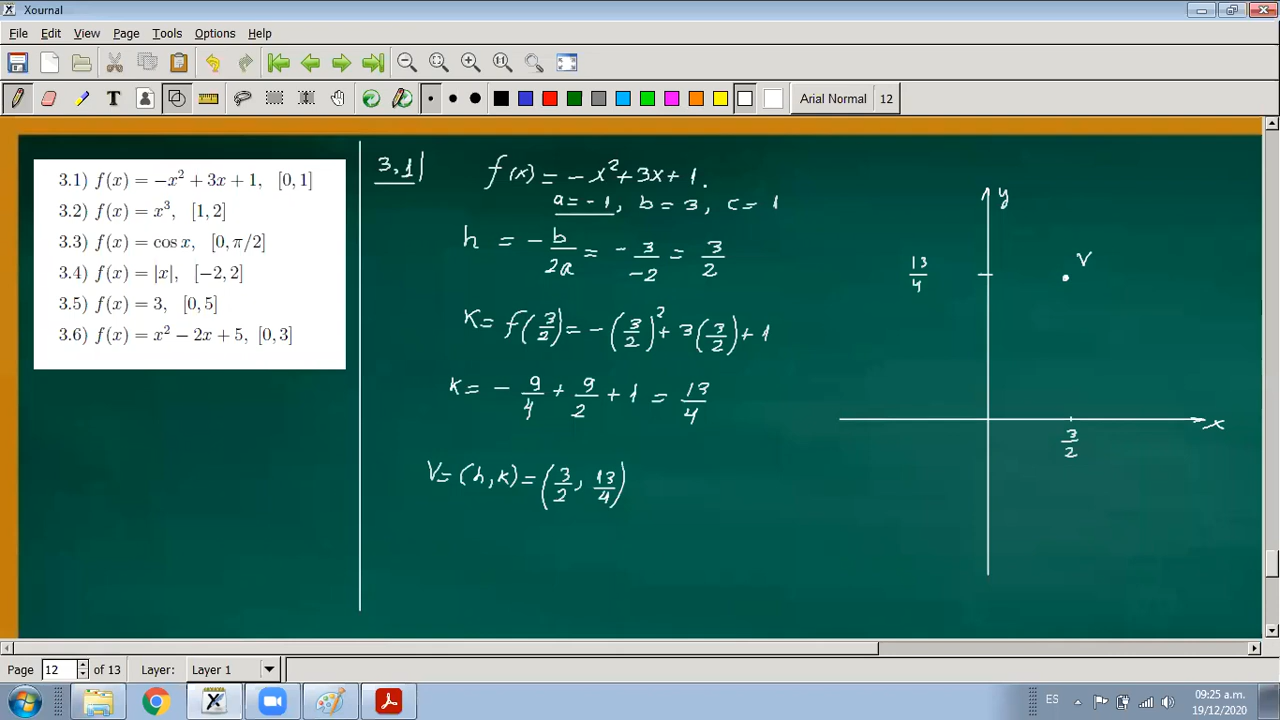 Xournal
File Edit View Page Tools Options Help
Arial Normal 12
3.1) f(x) = −x² + 3x + 1, [0, 1]
3.2) f(x) = x³, [1, 2]
3.3) f(x) = cos x, [0, π/2]
3.4) f(x) = |x|, [−2, 2]
3.5) f(x) = 3, [0, 5]
3.6) f(x) = x² − 2x + 5, [0, 3]
3,1| f(x) = − x² + 3x + 1.
a = −1, b = 3, c = 1
h = − b/2a = − 3/−2 = 3/2
K = f(3/2) = −(3/2)² + 3(3/2) + 1
K = − 9/4 + 9/2 + 1 = 13/4
V = (h, K) = (3/2, 13/4)
y
V
13/4
x
3/2
Page 12 of 13 Layer: Layer 1
ES 09:25 a.m.
19/12/2020